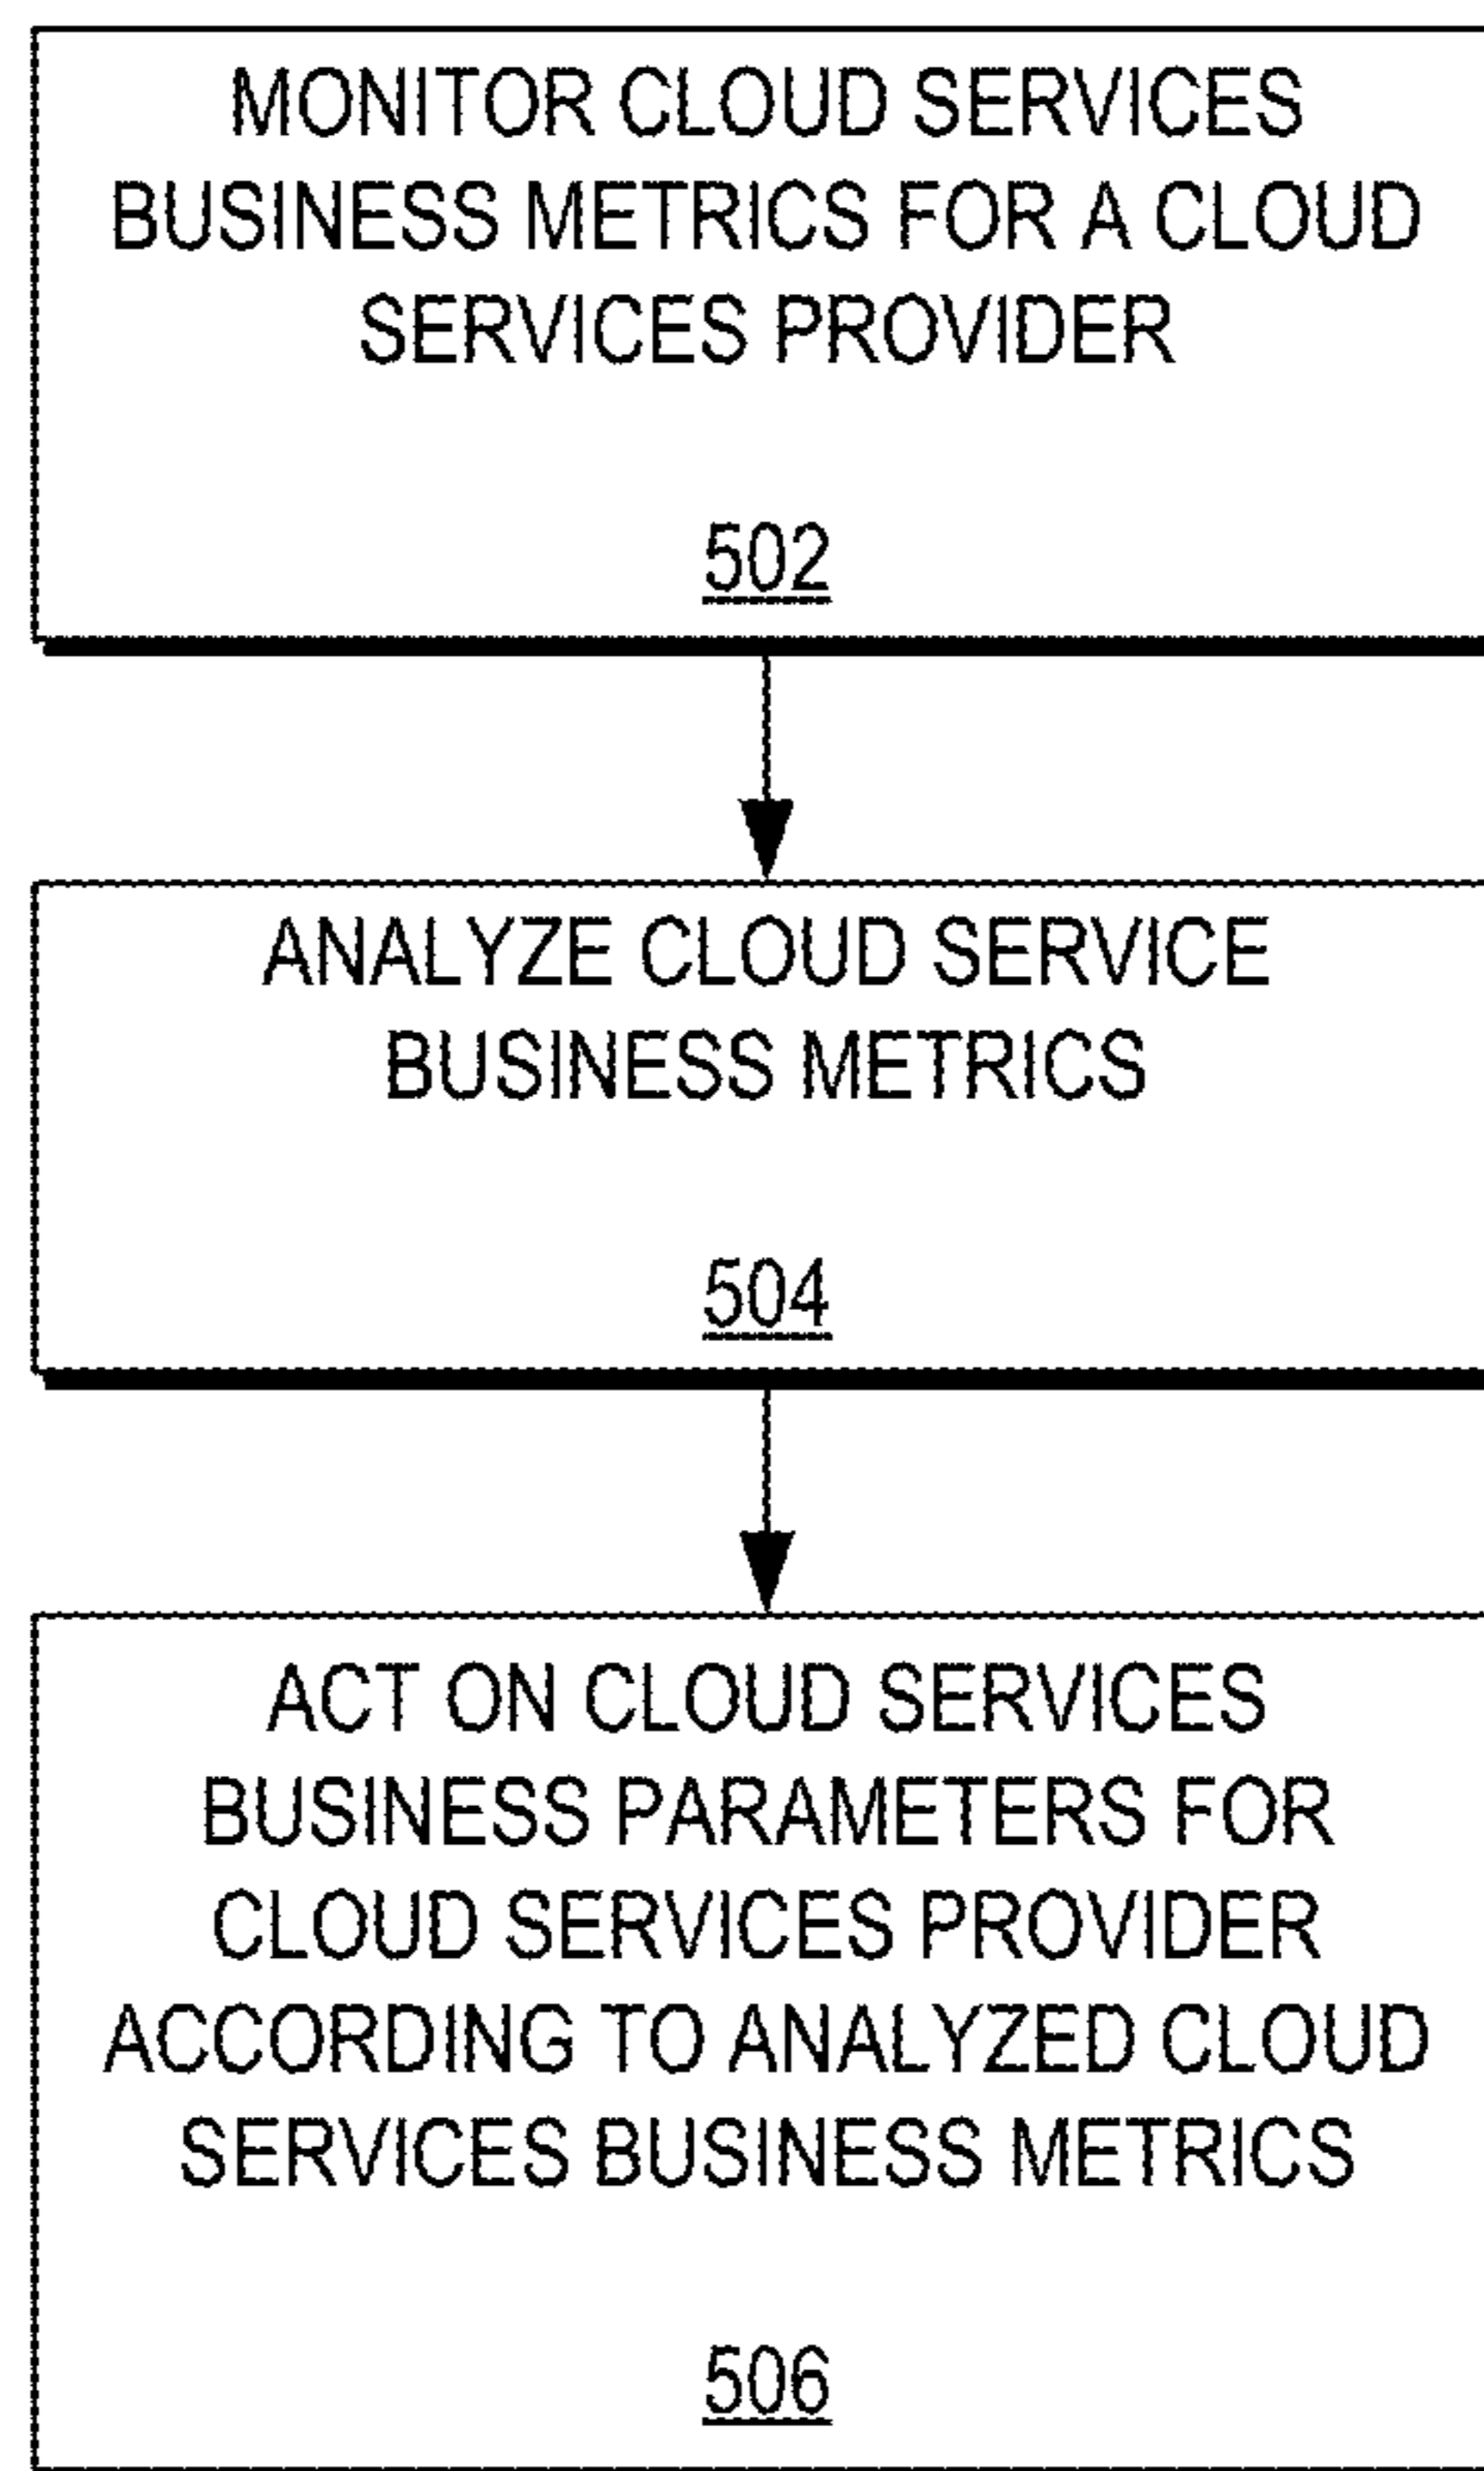 MONITOR CLOUD SERVICES
BUSINESS METRICS FOR A CLOUD
SERVICES PROVIDER
502
ANALYZE CLOUD SERVICE
BUSINESS METRICS
504
ACT ON CLOUD SERVICES
BUSINESS PARAMETERS FOR
CLOUD SERVICES PROVIDER
ACCORDING TO ANALYZED CLOUD
SERVICES BUSINESS METRICS
506